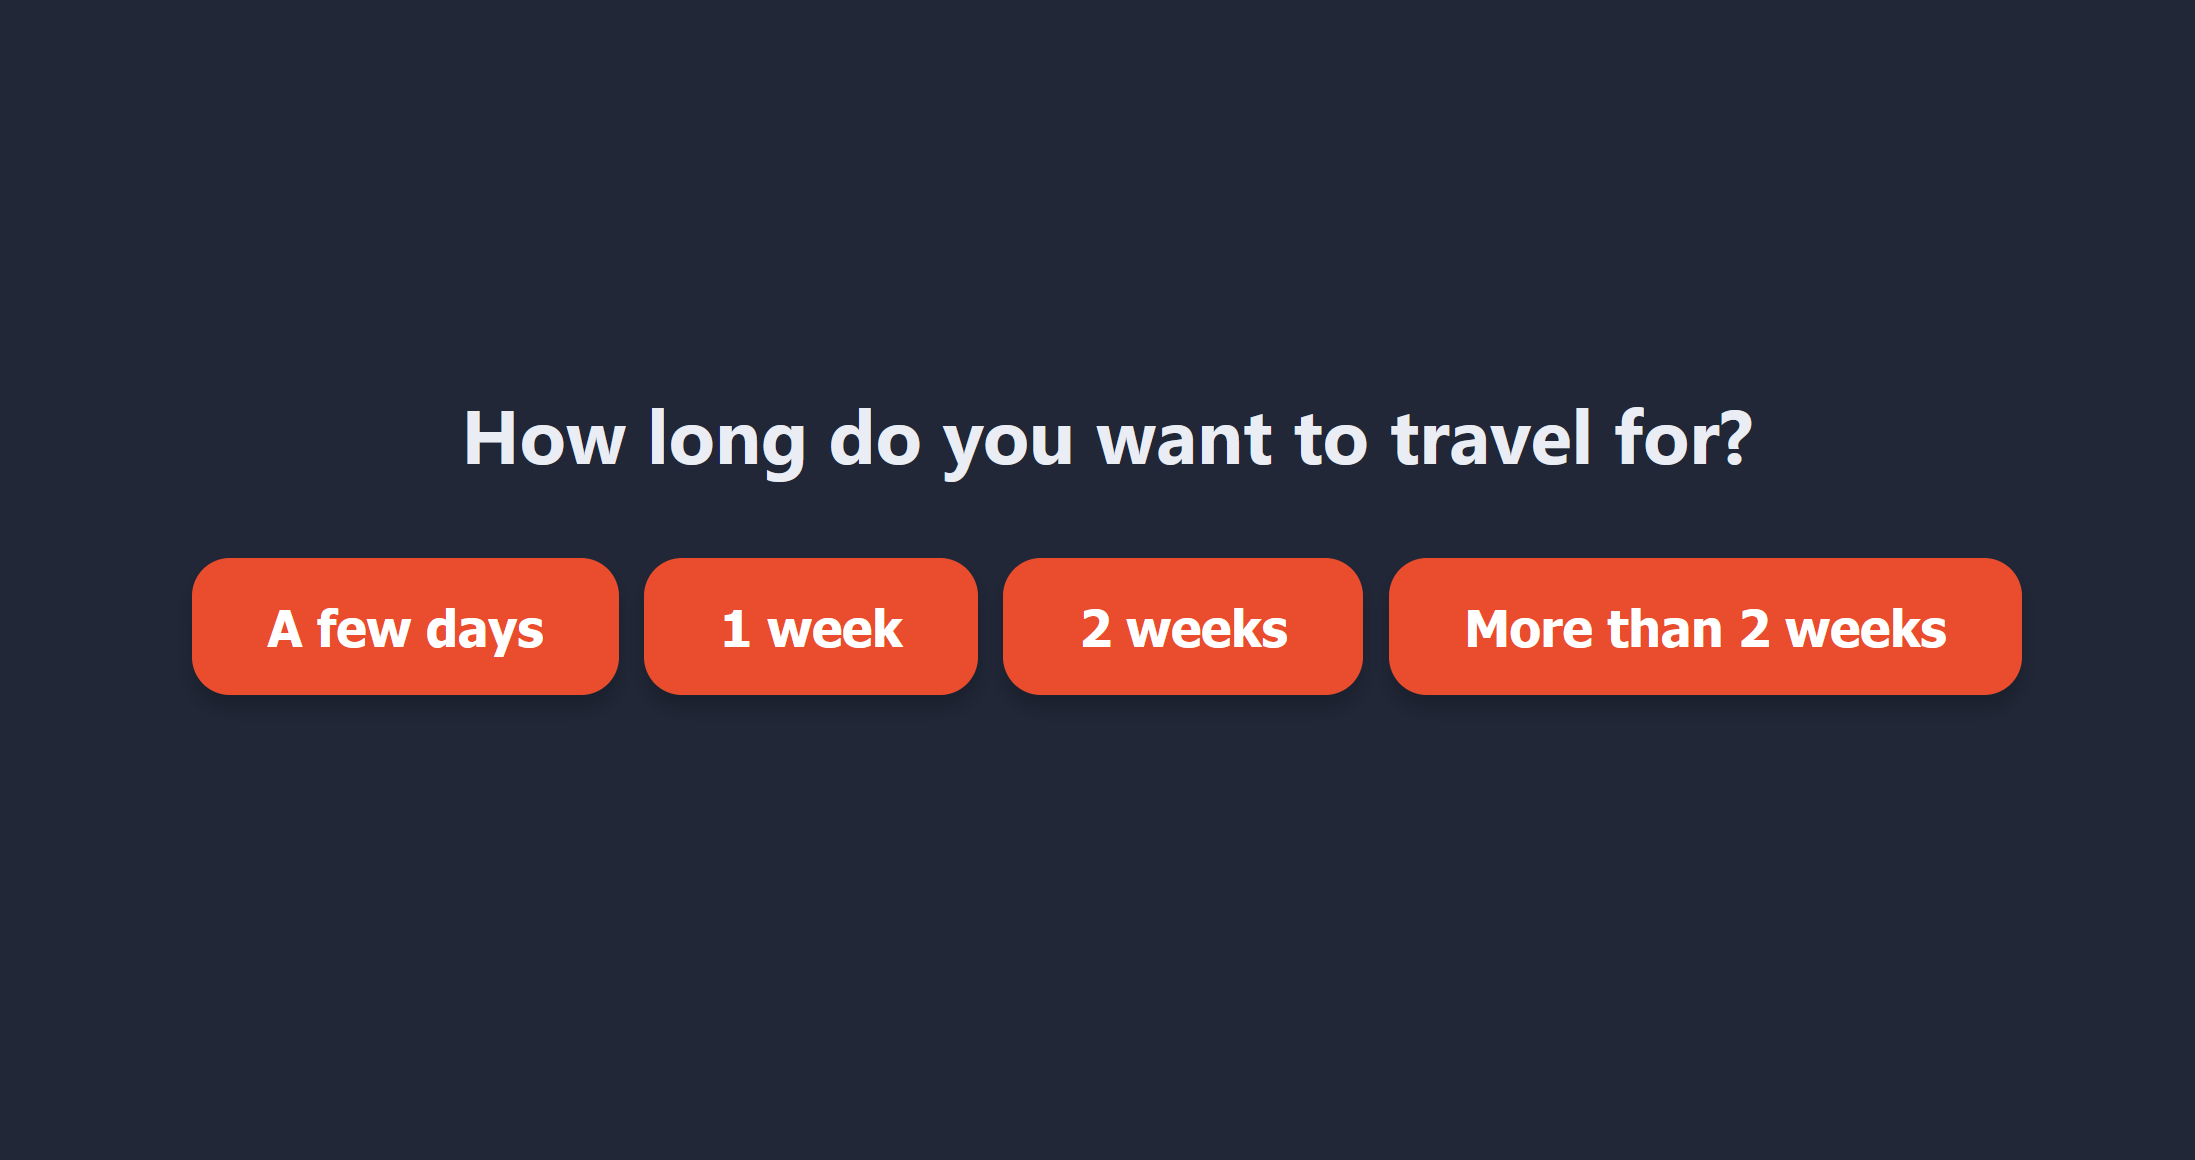 How long do you want to travel for?
A few days
1 week
2 weeks
More than 2 weeks